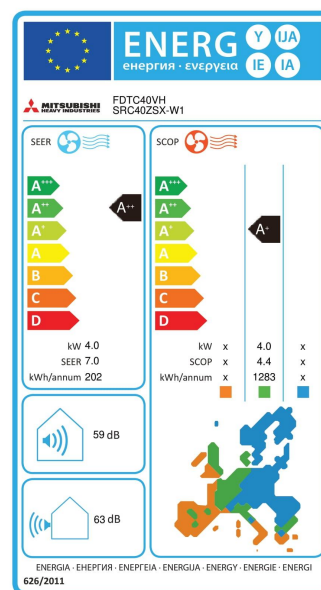 ENERG Y IJA
енергия · ενεργεια IE IA
MITSUBISHI
HEAVY INDUSTRIES
FDTC40VH
SRC40ZSX-W1
SEER
SCOP
A+++
A++
A+
A
B
C
D
A++
kW 4.0
SEER 7.0
kWh/annum 202
A+++
A++
A+
A
B
C
D
A+
kW x 4.0 x
SCOP x 4.4 x
kWh/annum x 1283 x
59 dB
63 dB
ENERGIA · ЕНЕРГИЯ · ΕΝΕΡΓΕΙΑ · ENERGIJA · ENERGY · ENERGIE · ENERGI
626/2011